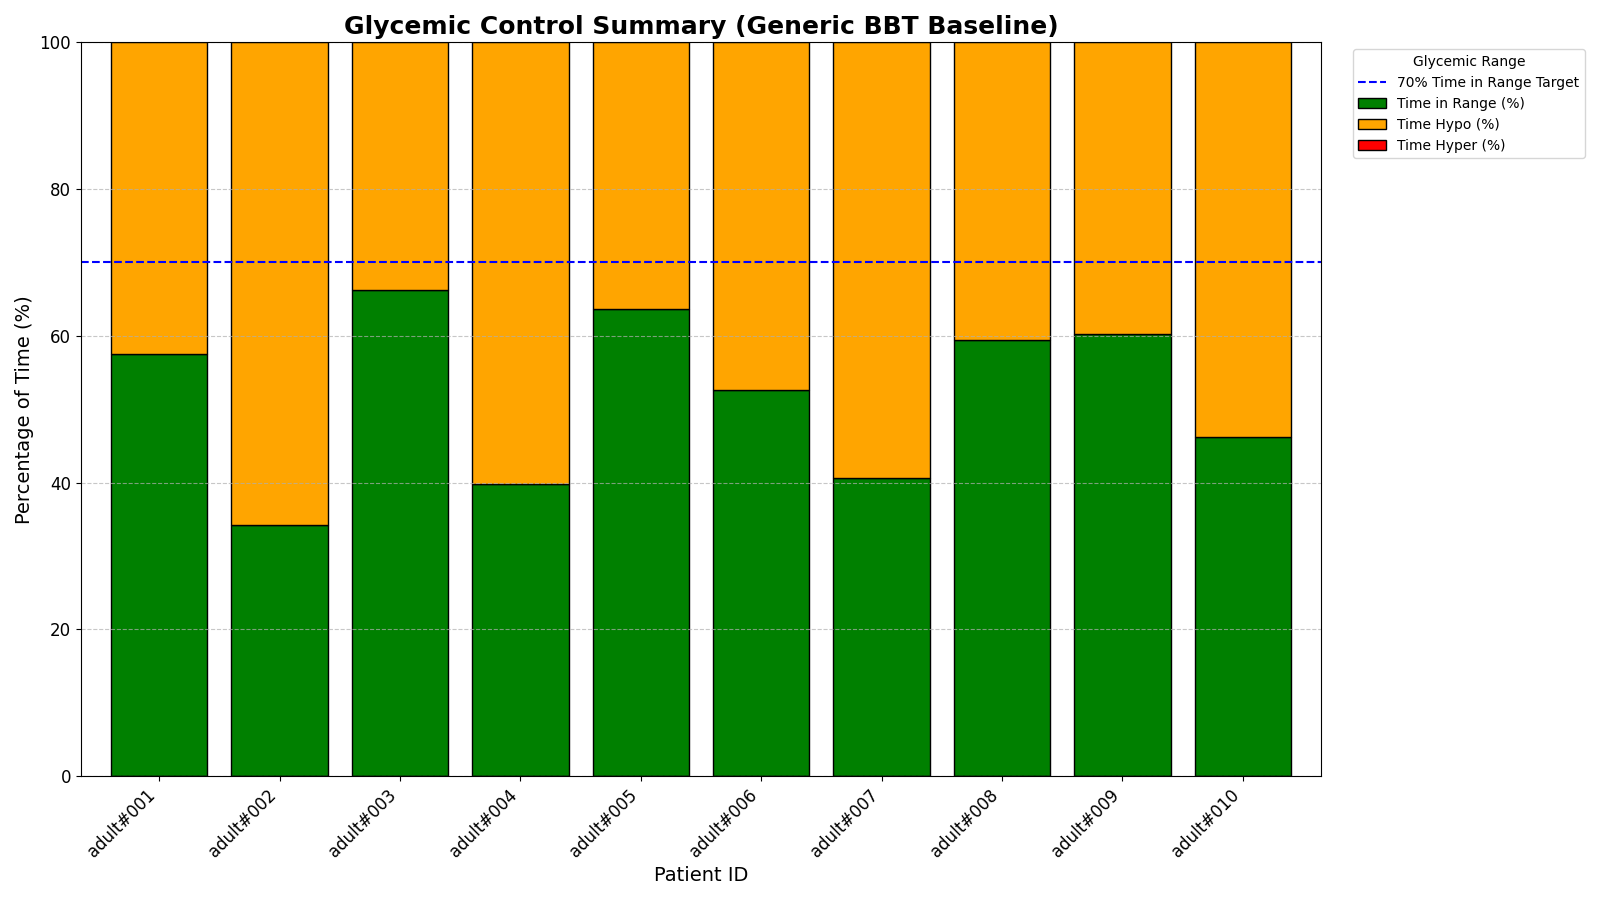 Glycemic Control Summary (Generic BBT Baseline)
Glycemic Range
70% Time in Range Target
Time in Range (%)
Time Hypo (%)
Time Hyper (%)
Percentage of Time (%)
100
80
60
40
20
0
adult#001
adult#002
adult#003
adult#004
adult#005
adult#006
adult#007
adult#008
adult#009
adult#010
Patient ID